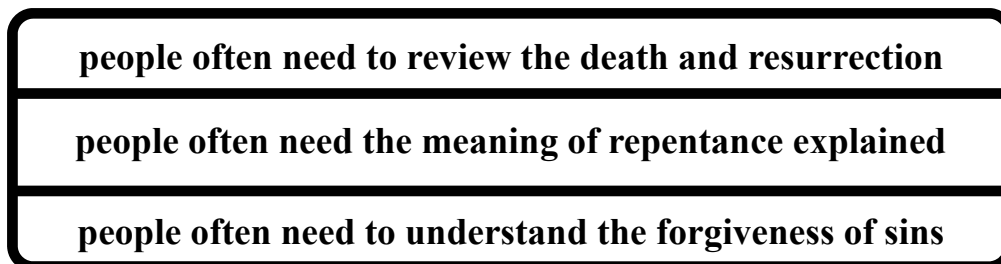 people often need to review the death and resurrection
people often need the meaning of repentance explained
people often need to understand the forgiveness of sins